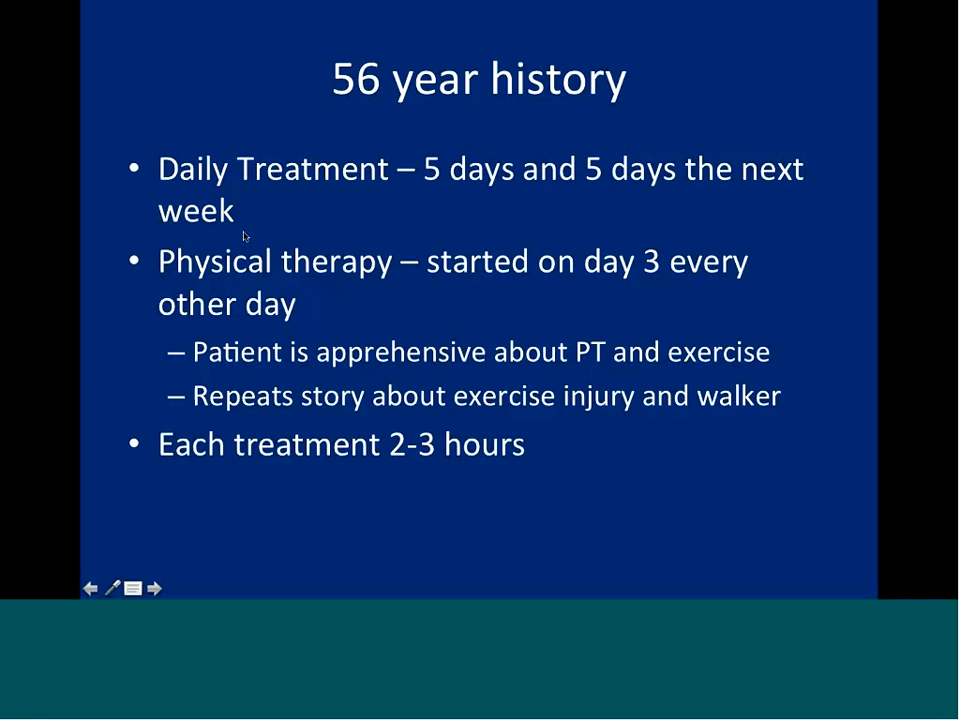 56 year history
• Daily Treatment – 5 days and 5 days the next
week
• Physical therapy – started on day 3 every
other day
– Patient is apprehensive about PT and exercise
– Repeats story about exercise injury and walker
• Each treatment 2-3 hours